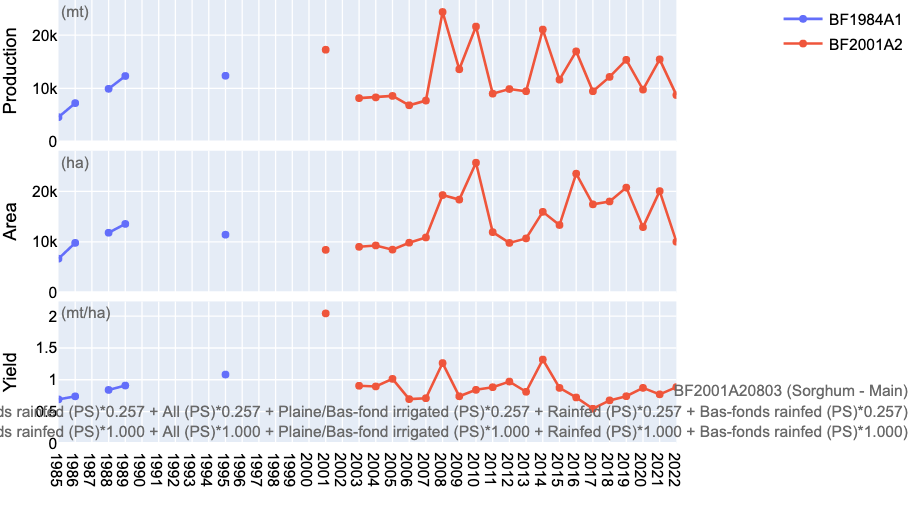 (mt)
BF1984A1
BF2001A2
Production
20k
10k
0
(ha)
Area
20k
10k
0
(mt/ha)
Yield
2
1.5
1
0.5
0
BF2001A20803 (Sorghum - Main)
ds rainfed (PS)*0.257 + All (PS)*0.257 + Plaine/Bas-fond irrigated (PS)*0.257 + Rainfed (PS)*0.257 + Bas-fonds rainfed (PS)*0.257)
ds rainfed (PS)*1.000 + All (PS)*1.000 + Plaine/Bas-fond irrigated (PS)*1.000 + Rainfed (PS)*1.000 + Bas-fonds rainfed (PS)*1.000)
1985 1986 1987 1988 1989 1990 1991 1992 1993 1994 1995 1996 1997 1998 1999 2000 2001 2002 2003 2004 2005 2006 2007 2008 2009 2010 2011 2012 2013 2014 2015 2016 2017 2018 2019 2020 2021 2022